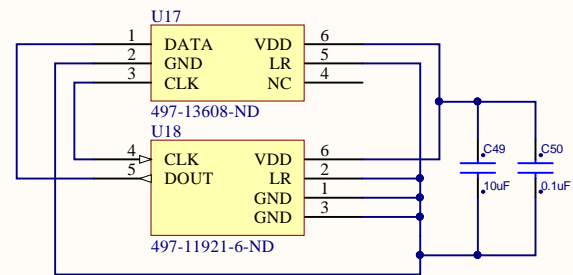 U17
1 DATA VDD 6
2 GND LR 5
3 CLK NC 4
497-13608-ND
U18
4 CLK VDD 6
5 DOUT LR 2
GND 1
GND 3
497-11921-6-ND
C49
10uF
C50
0.1uF